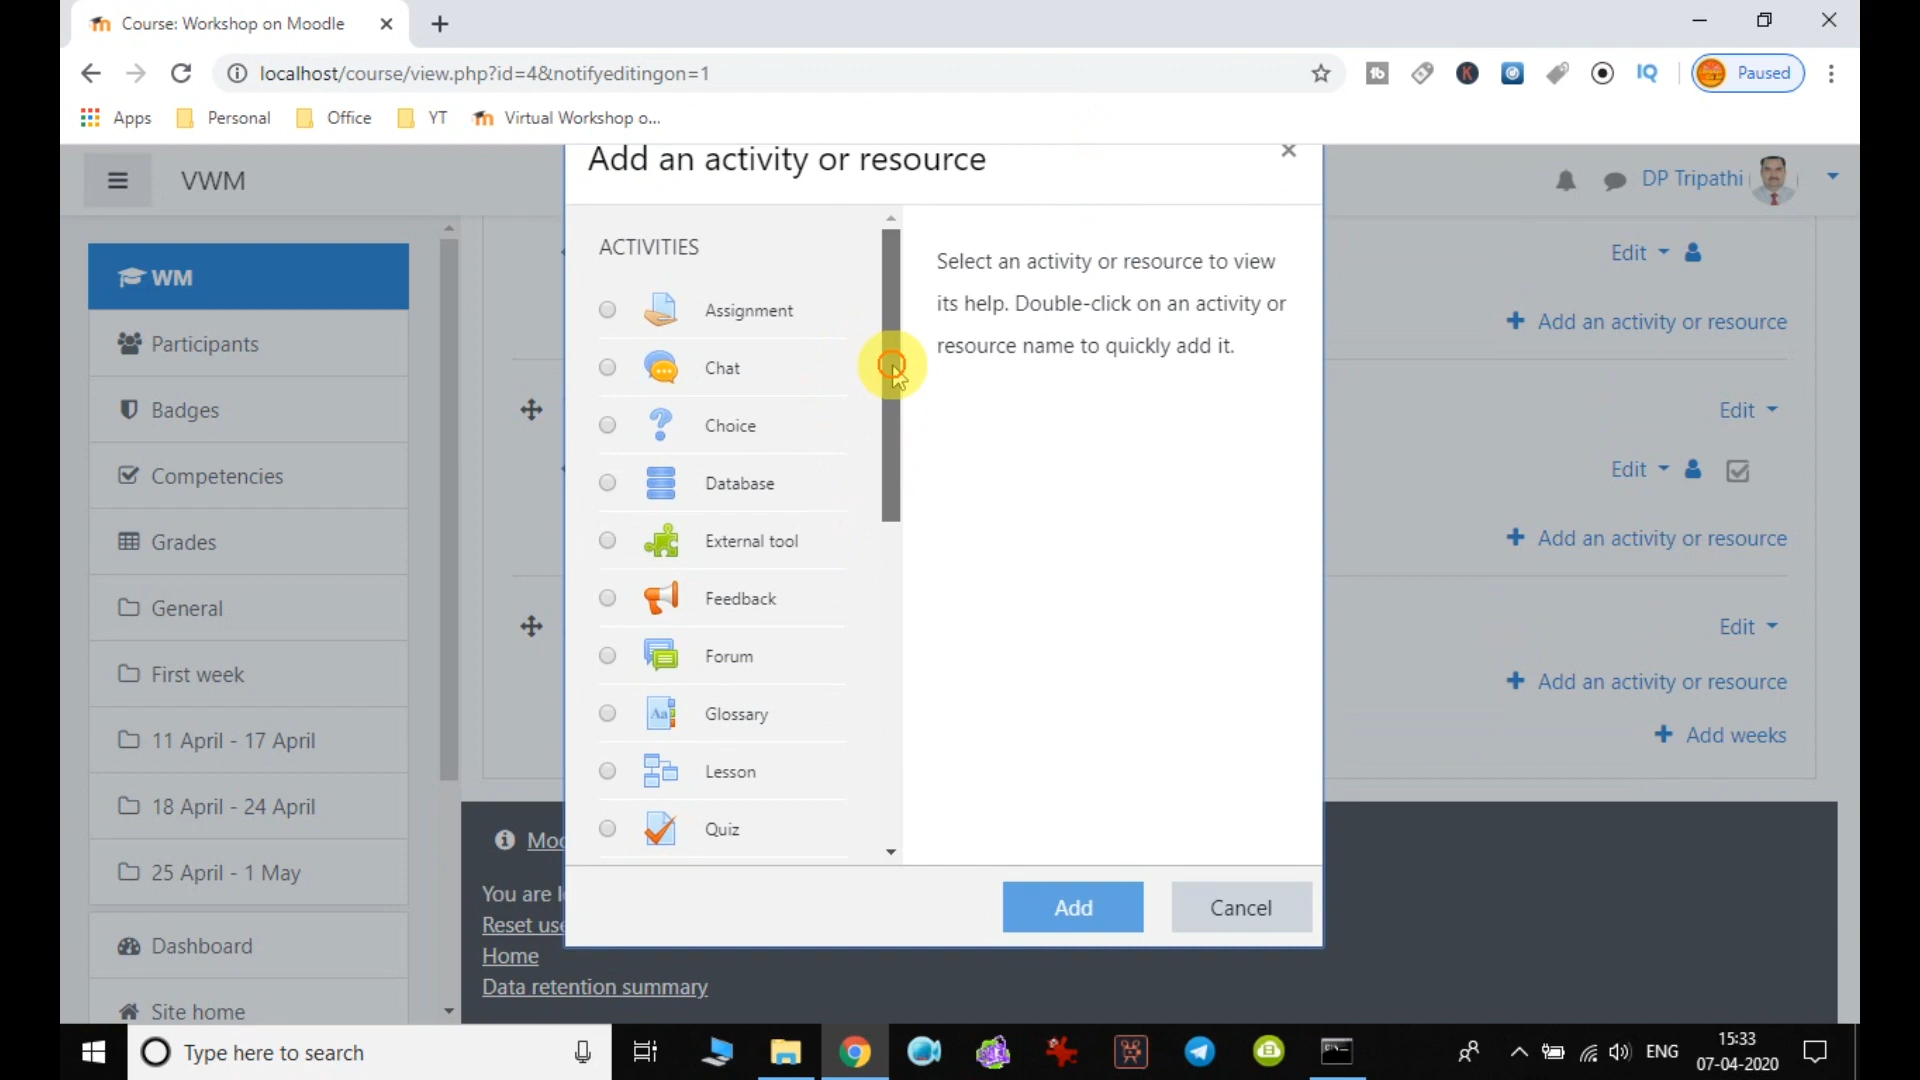 Course: Workshop on Moodle
localhost/course/view.php?id=4&notifyeditingon=1
Paused
Apps
Personal
Office
YT
Virtual Workshop o...
VWM
DP Tripathi
WM
Participants
Badges
Competencies
Grades
General
First week
11 April - 17 April
18 April - 24 April
25 April - 1 May
Dashboard
Site home
Add an activity or resource
ACTIVITIES
Assignment
Chat
Choice
Database
External tool
Feedback
Forum
Glossary
Lesson
Quiz
Select an activity or resource to view
its help. Double-click on an activity or
resource name to quickly add it.
Add
Cancel
Edit
Add an activity or resource
Edit
Edit
Add an activity or resource
Edit
Add an activity or resource
Add weeks
You are
Reset
Home
Data retention summary
Type here to search
ENG
15:33
07-04-2020